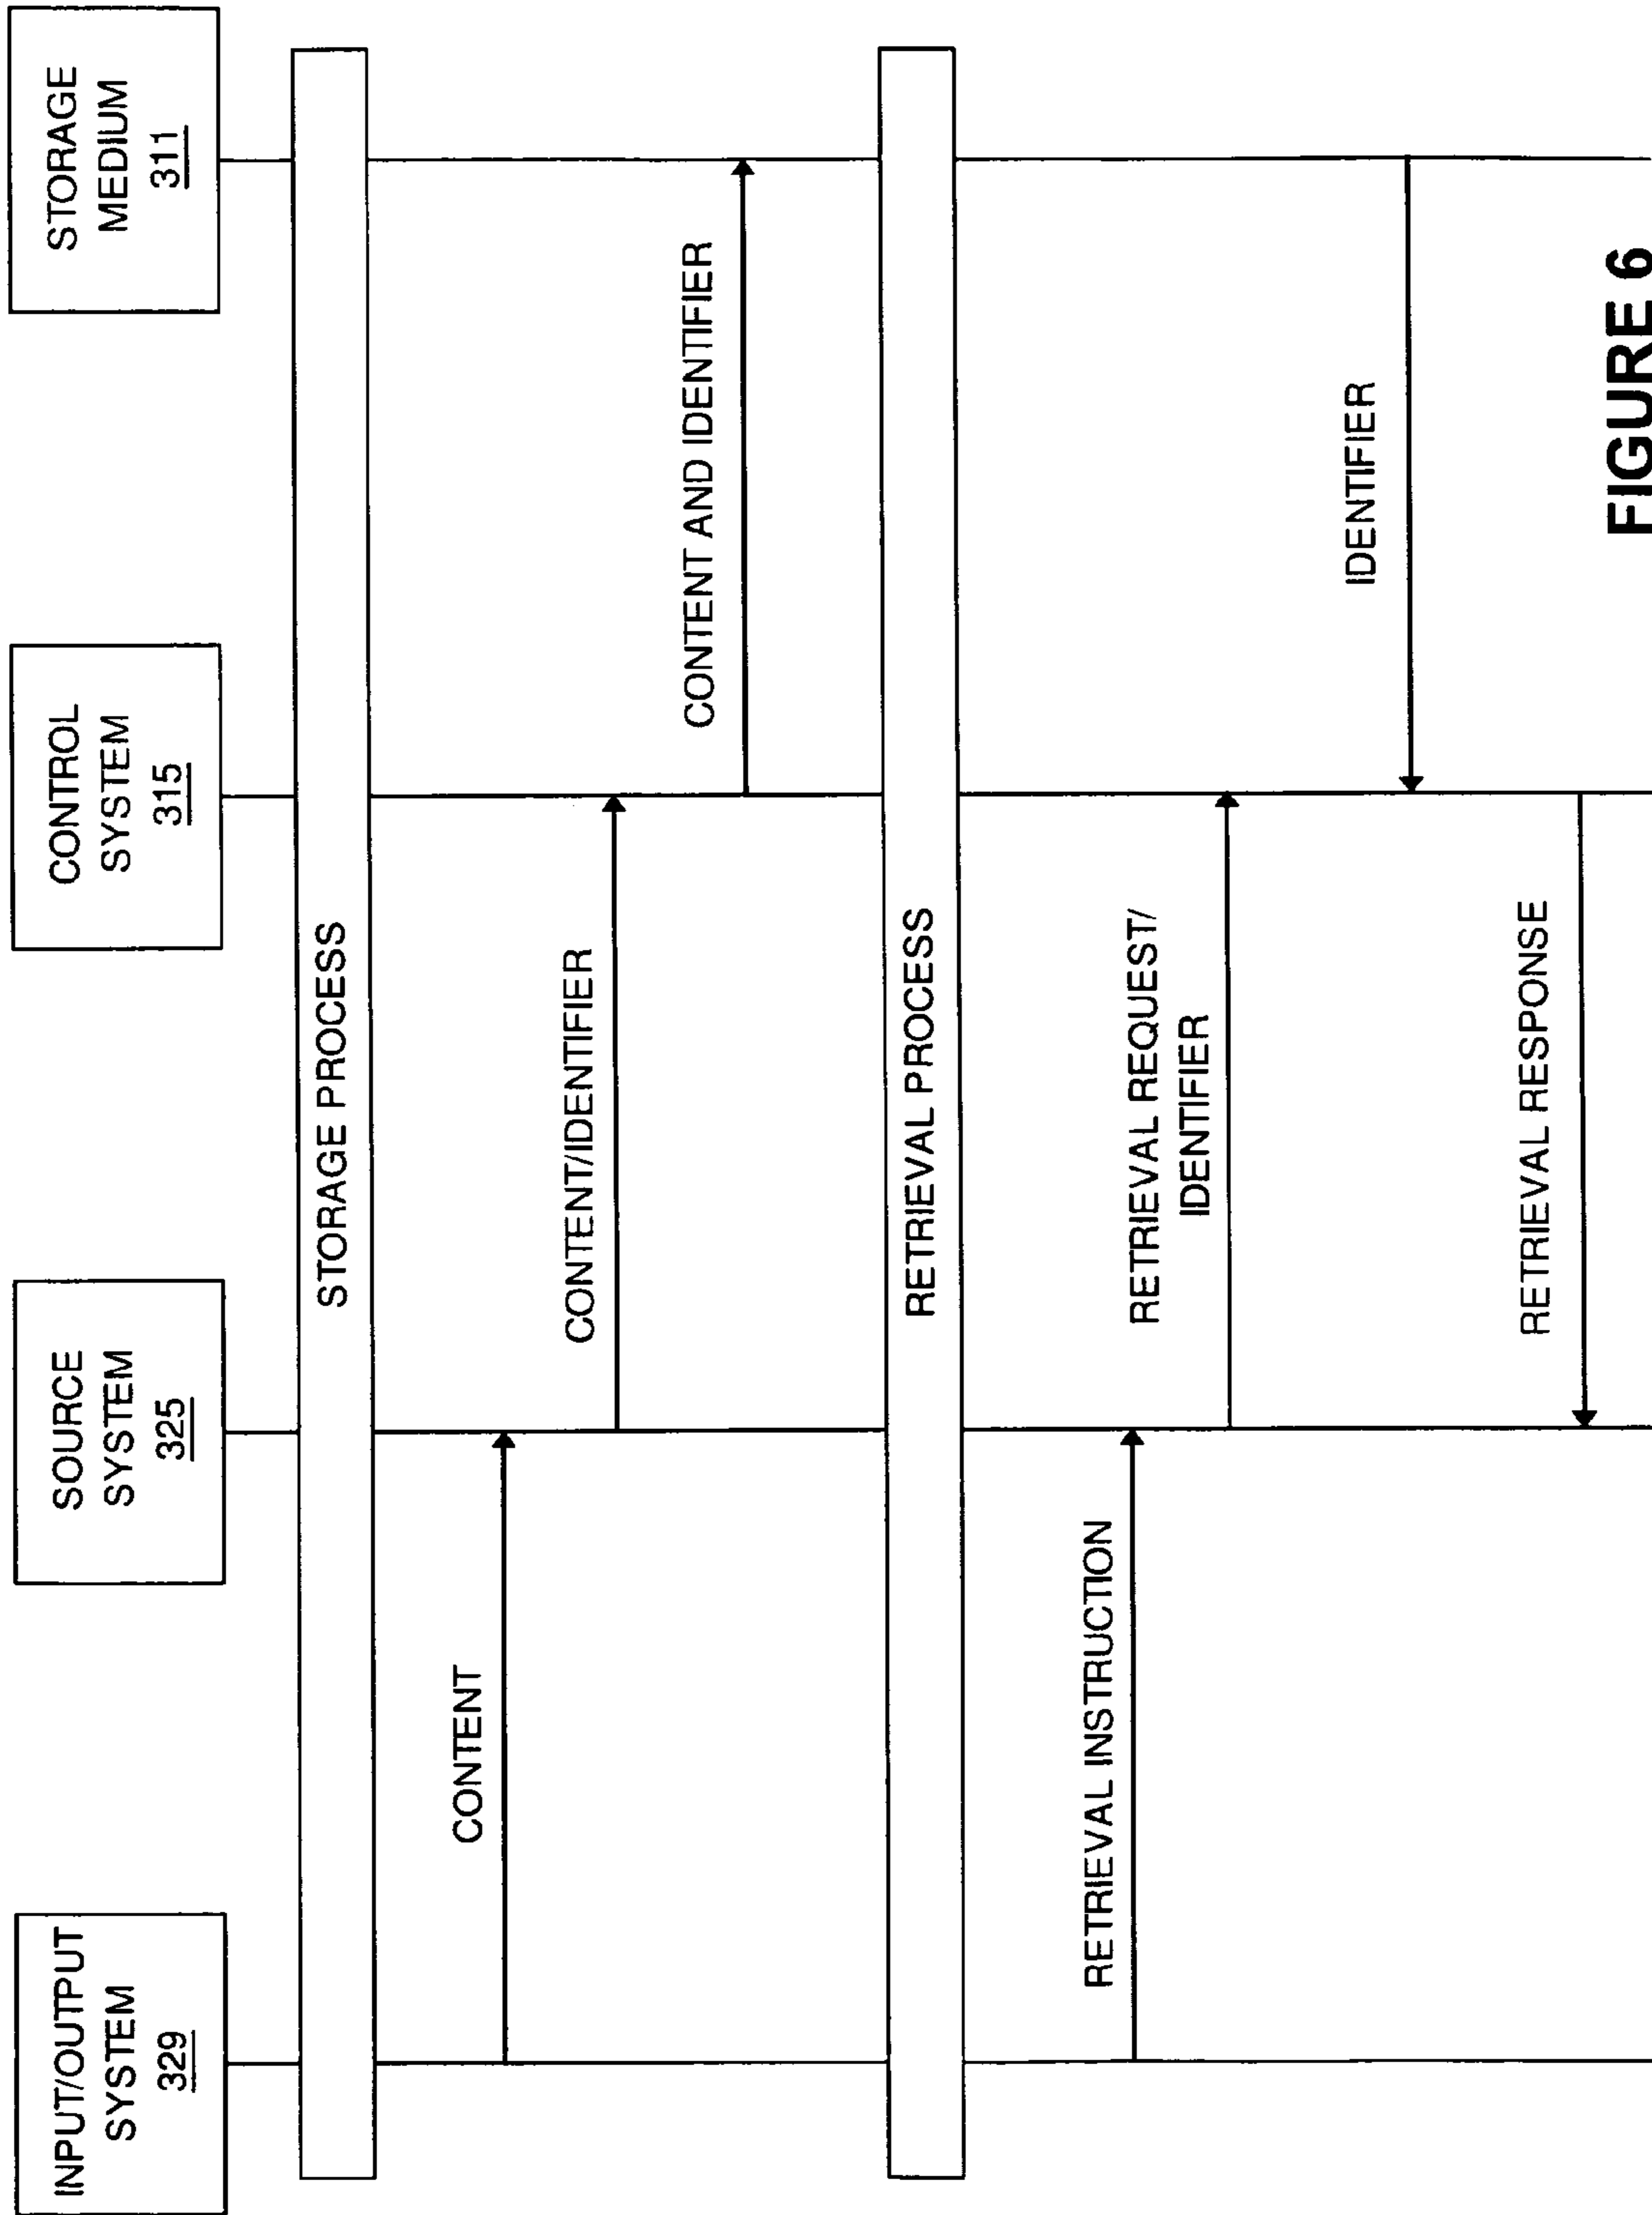 INPUT/OUTPUT
SYSTEM
329
SOURCE
SYSTEM
325
CONTROL
SYSTEM
315
STORAGE
MEDIUM
311
STORAGE PROCESS
CONTENT
CONTENT/IDENTIFIER
CONTENT AND IDENTIFIER
RETRIEVAL PROCESS
RETRIEVAL INSTRUCTION
RETRIEVAL REQUEST/
IDENTIFIER
IDENTIFIER
RETRIEVAL RESPONSE
FIGURE 6